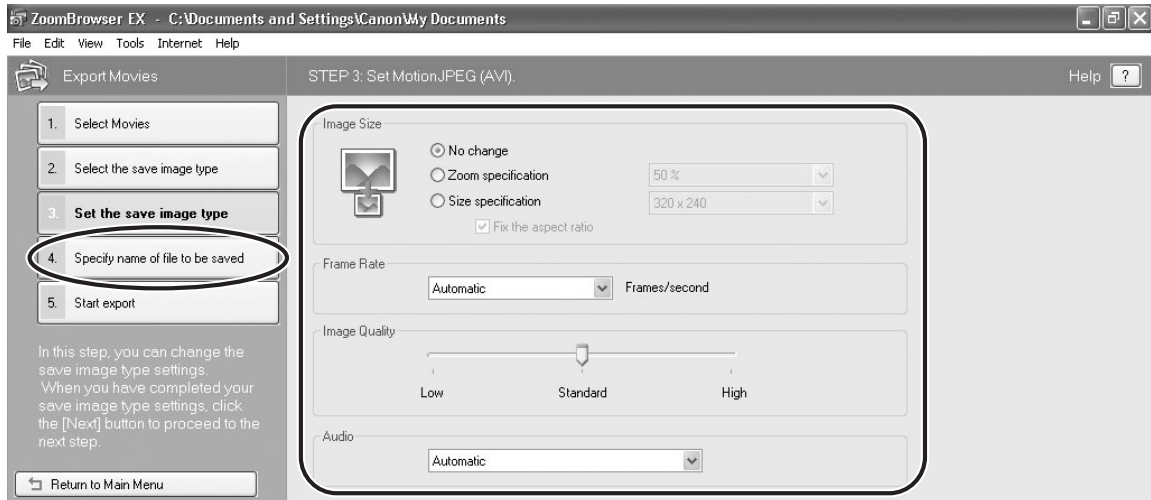 ZoomBrowser EX - C:\Documents and Settings\Canon\My Documents
File Edit View Tools Internet Help
Export Movies
STEP 3: Set MotionJPEG (AVI).
Help ?
1. Select Movies
2. Select the save image type
3. Set the save image type
4. Specify name of file to be saved
5. Start export
In this step, you can change the
save image type settings.
When you have completed your
save image type settings, click
the [Next] button to proceed to the
next step.
Return to Main Menu
Image Size
No change
Zoom specification 50 %
Size specification 320 x 240
Fix the aspect ratio
Frame Rate
Automatic Frames/second
Image Quality
Low Standard High
Audio
Automatic